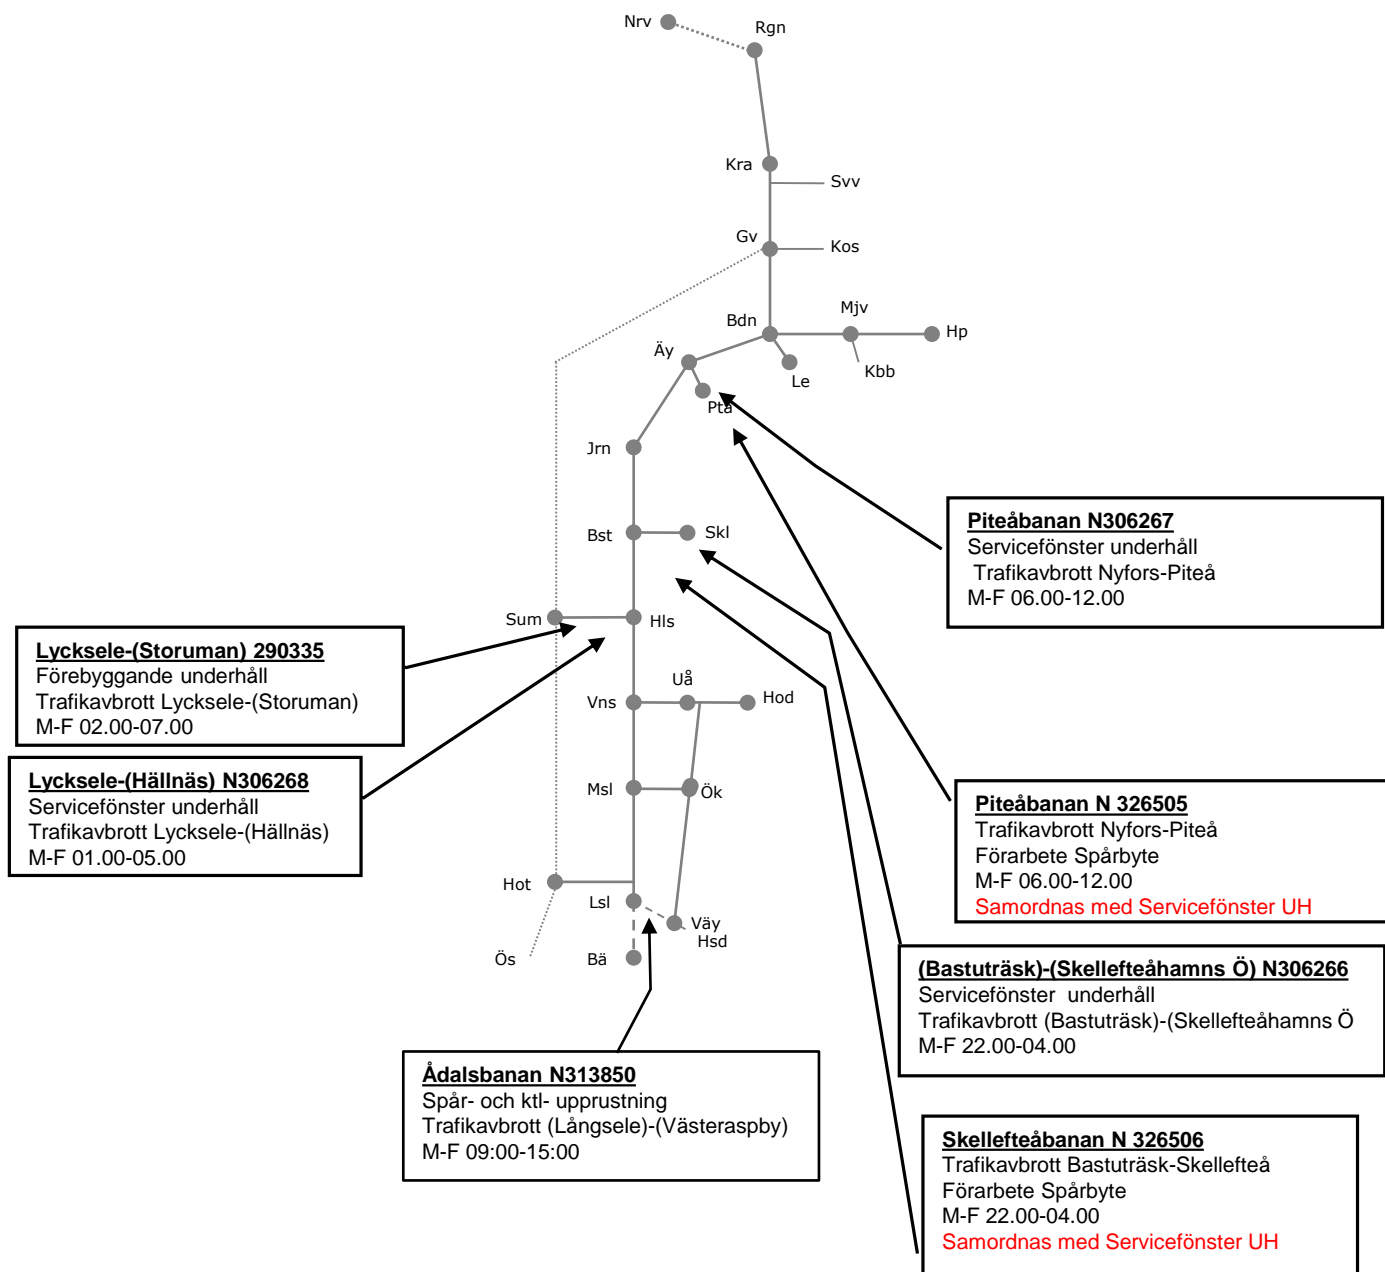 Nrv
Rgn
Kra
Svv
Gv
Kos
Bdn
Mjv
Hp
Äy
Le
Kbb
Pta
Jrn
Bst
Skl
Sum
Hls
Uå
Vns
Hod
Msl
Ök
Hot
Lsl
Väy
Hsd
Ös
Bä
Piteåbanan N306267
Servicefönster underhåll
Trafikavbrott Nyfors-Piteå
M-F 06.00-12.00
Lycksele-(Storuman) 290335
Förebyggande underhåll
Trafikavbrott Lycksele-(Storuman)
M-F 02.00-07.00
Lycksele-(Hällnäs) N306268
Servicefönster underhåll
Trafikavbrott Lycksele-(Hällnäs)
M-F 01.00-05.00
Piteåbanan N 326505
Trafikavbrott Nyfors-Piteå
Förarbete Spårbyte
M-F 06.00-12.00
Samordnas med Servicefönster UH
(Bastuträsk)-(Skellefteåhamns Ö) N306266
Servicefönster underhåll
Trafikavbrott (Bastuträsk)-(Skellefteåhamns Ö
M-F 22.00-04.00
Ådalsbanan N313850
Spår- och ktl- upprustning
Trafikavbrott (Långsele)-(Västeraspby)
M-F 09:00-15:00
Skellefteåbanan N 326506
Trafikavbrott Bastuträsk-Skellefteå
Förarbete Spårbyte
M-F 22.00-04.00
Samordnas med Servicefönster UH